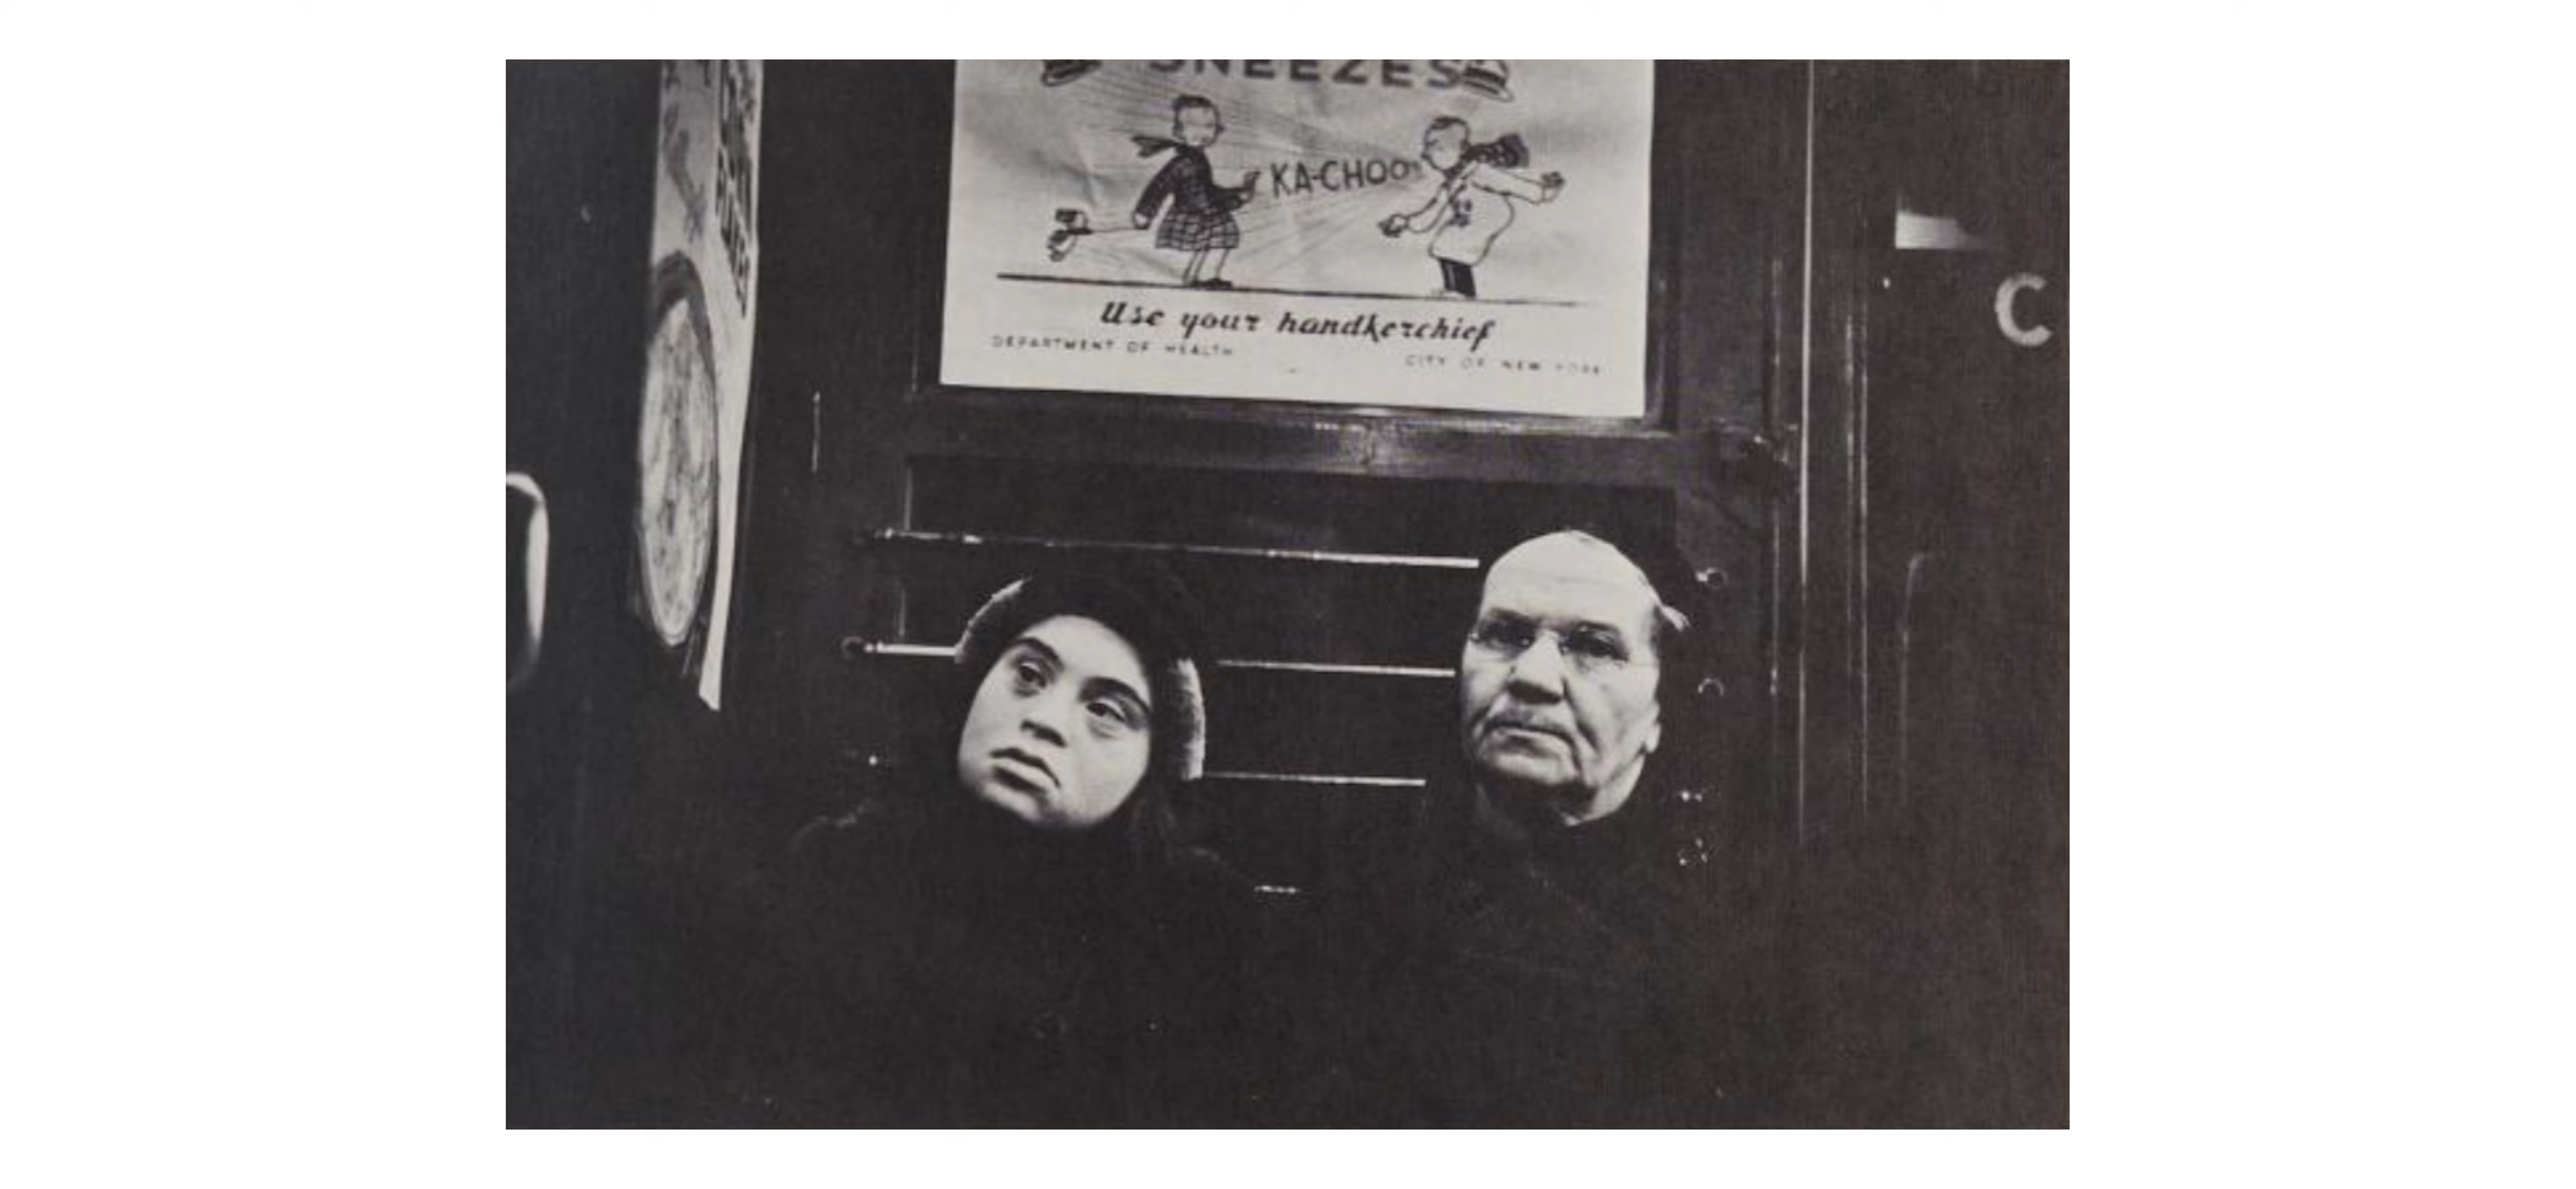 SNEEZES
KA-CHOO
Use your handkerchief
DEPARTMENT OF HEALTH
CITY OF NEW YORK
C